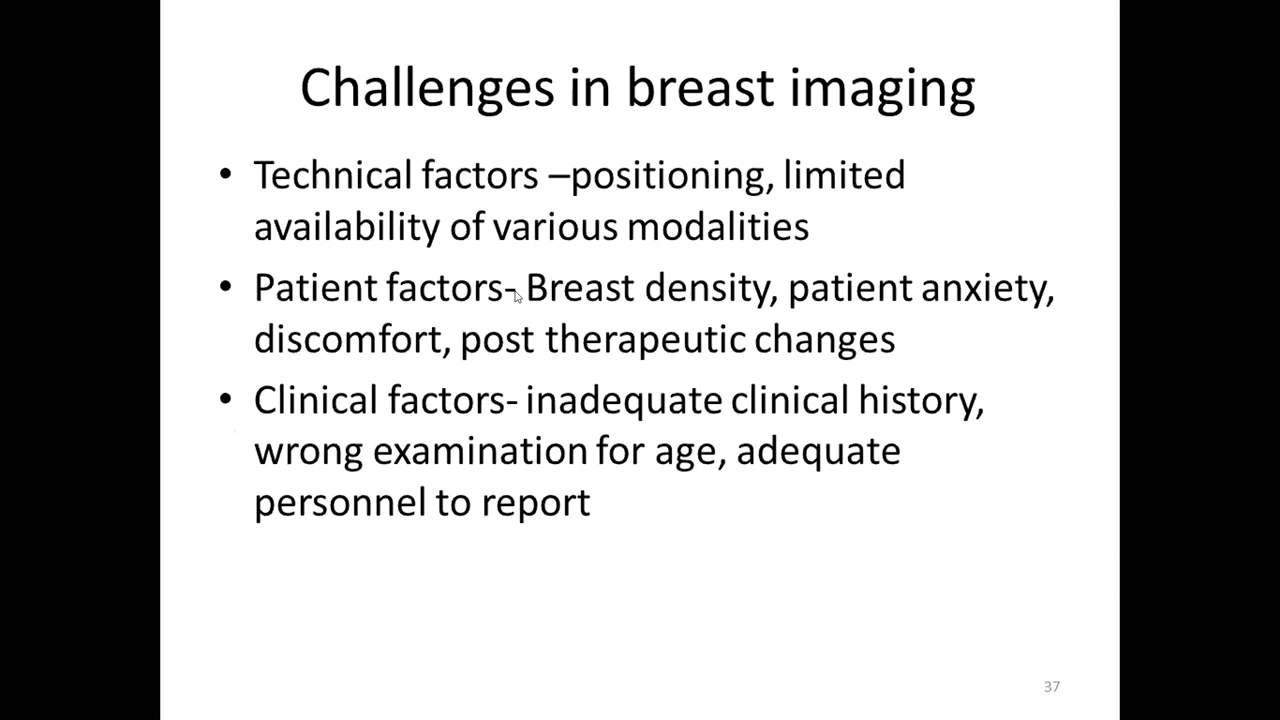 Challenges in breast imaging
• Technical factors –positioning, limited
availability of various modalities
• Patient factors- Breast density, patient anxiety,
discomfort, post therapeutic changes
• Clinical factors- inadequate clinical history,
wrong examination for age, adequate
personnel to report
37